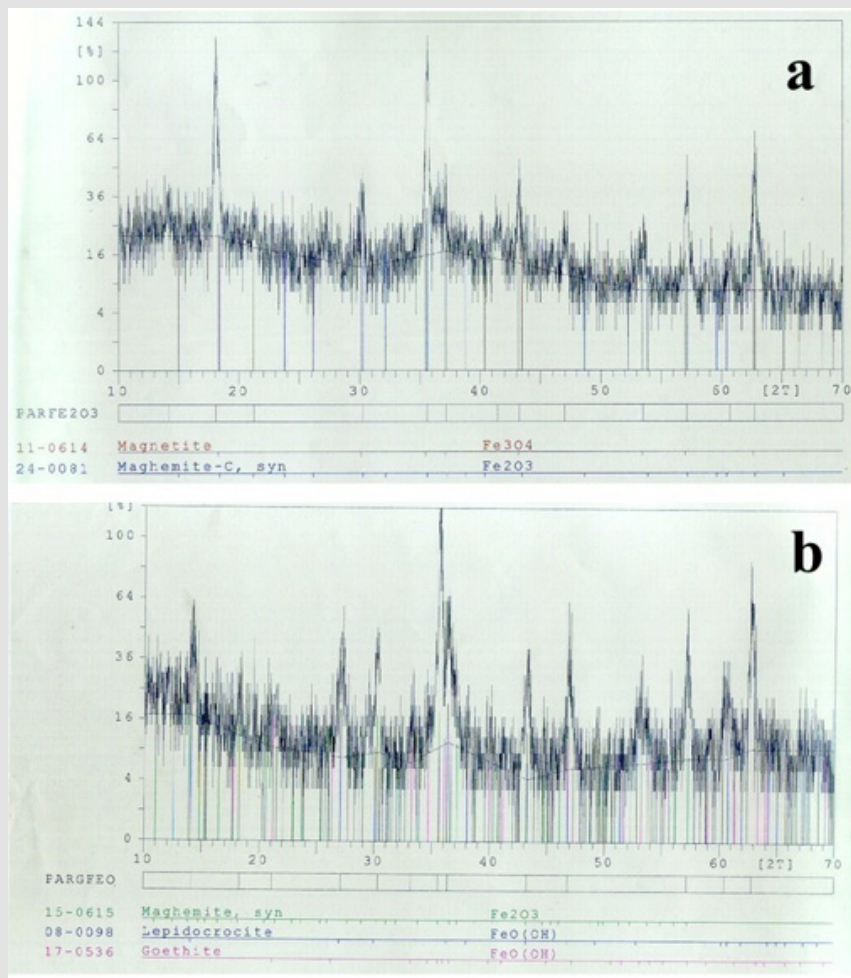 a
144
[%]
100
64
36
16
4
0
10 20 30 40 50 60 [2T] 70
PARFE2O3
11-0614 Magnetite Fe3O4
24-0081 Maghemite-C, syn Fe2O3
b
[%]
100
64
36
16
4
0
10 20 30 40 50 60 [2T] 70
PARGFEO
15-0615 Maghemite, syn Fe2O3
08-0098 Lepidocrocite FeO(OH)
17-0536 Goethite FeO(OH)